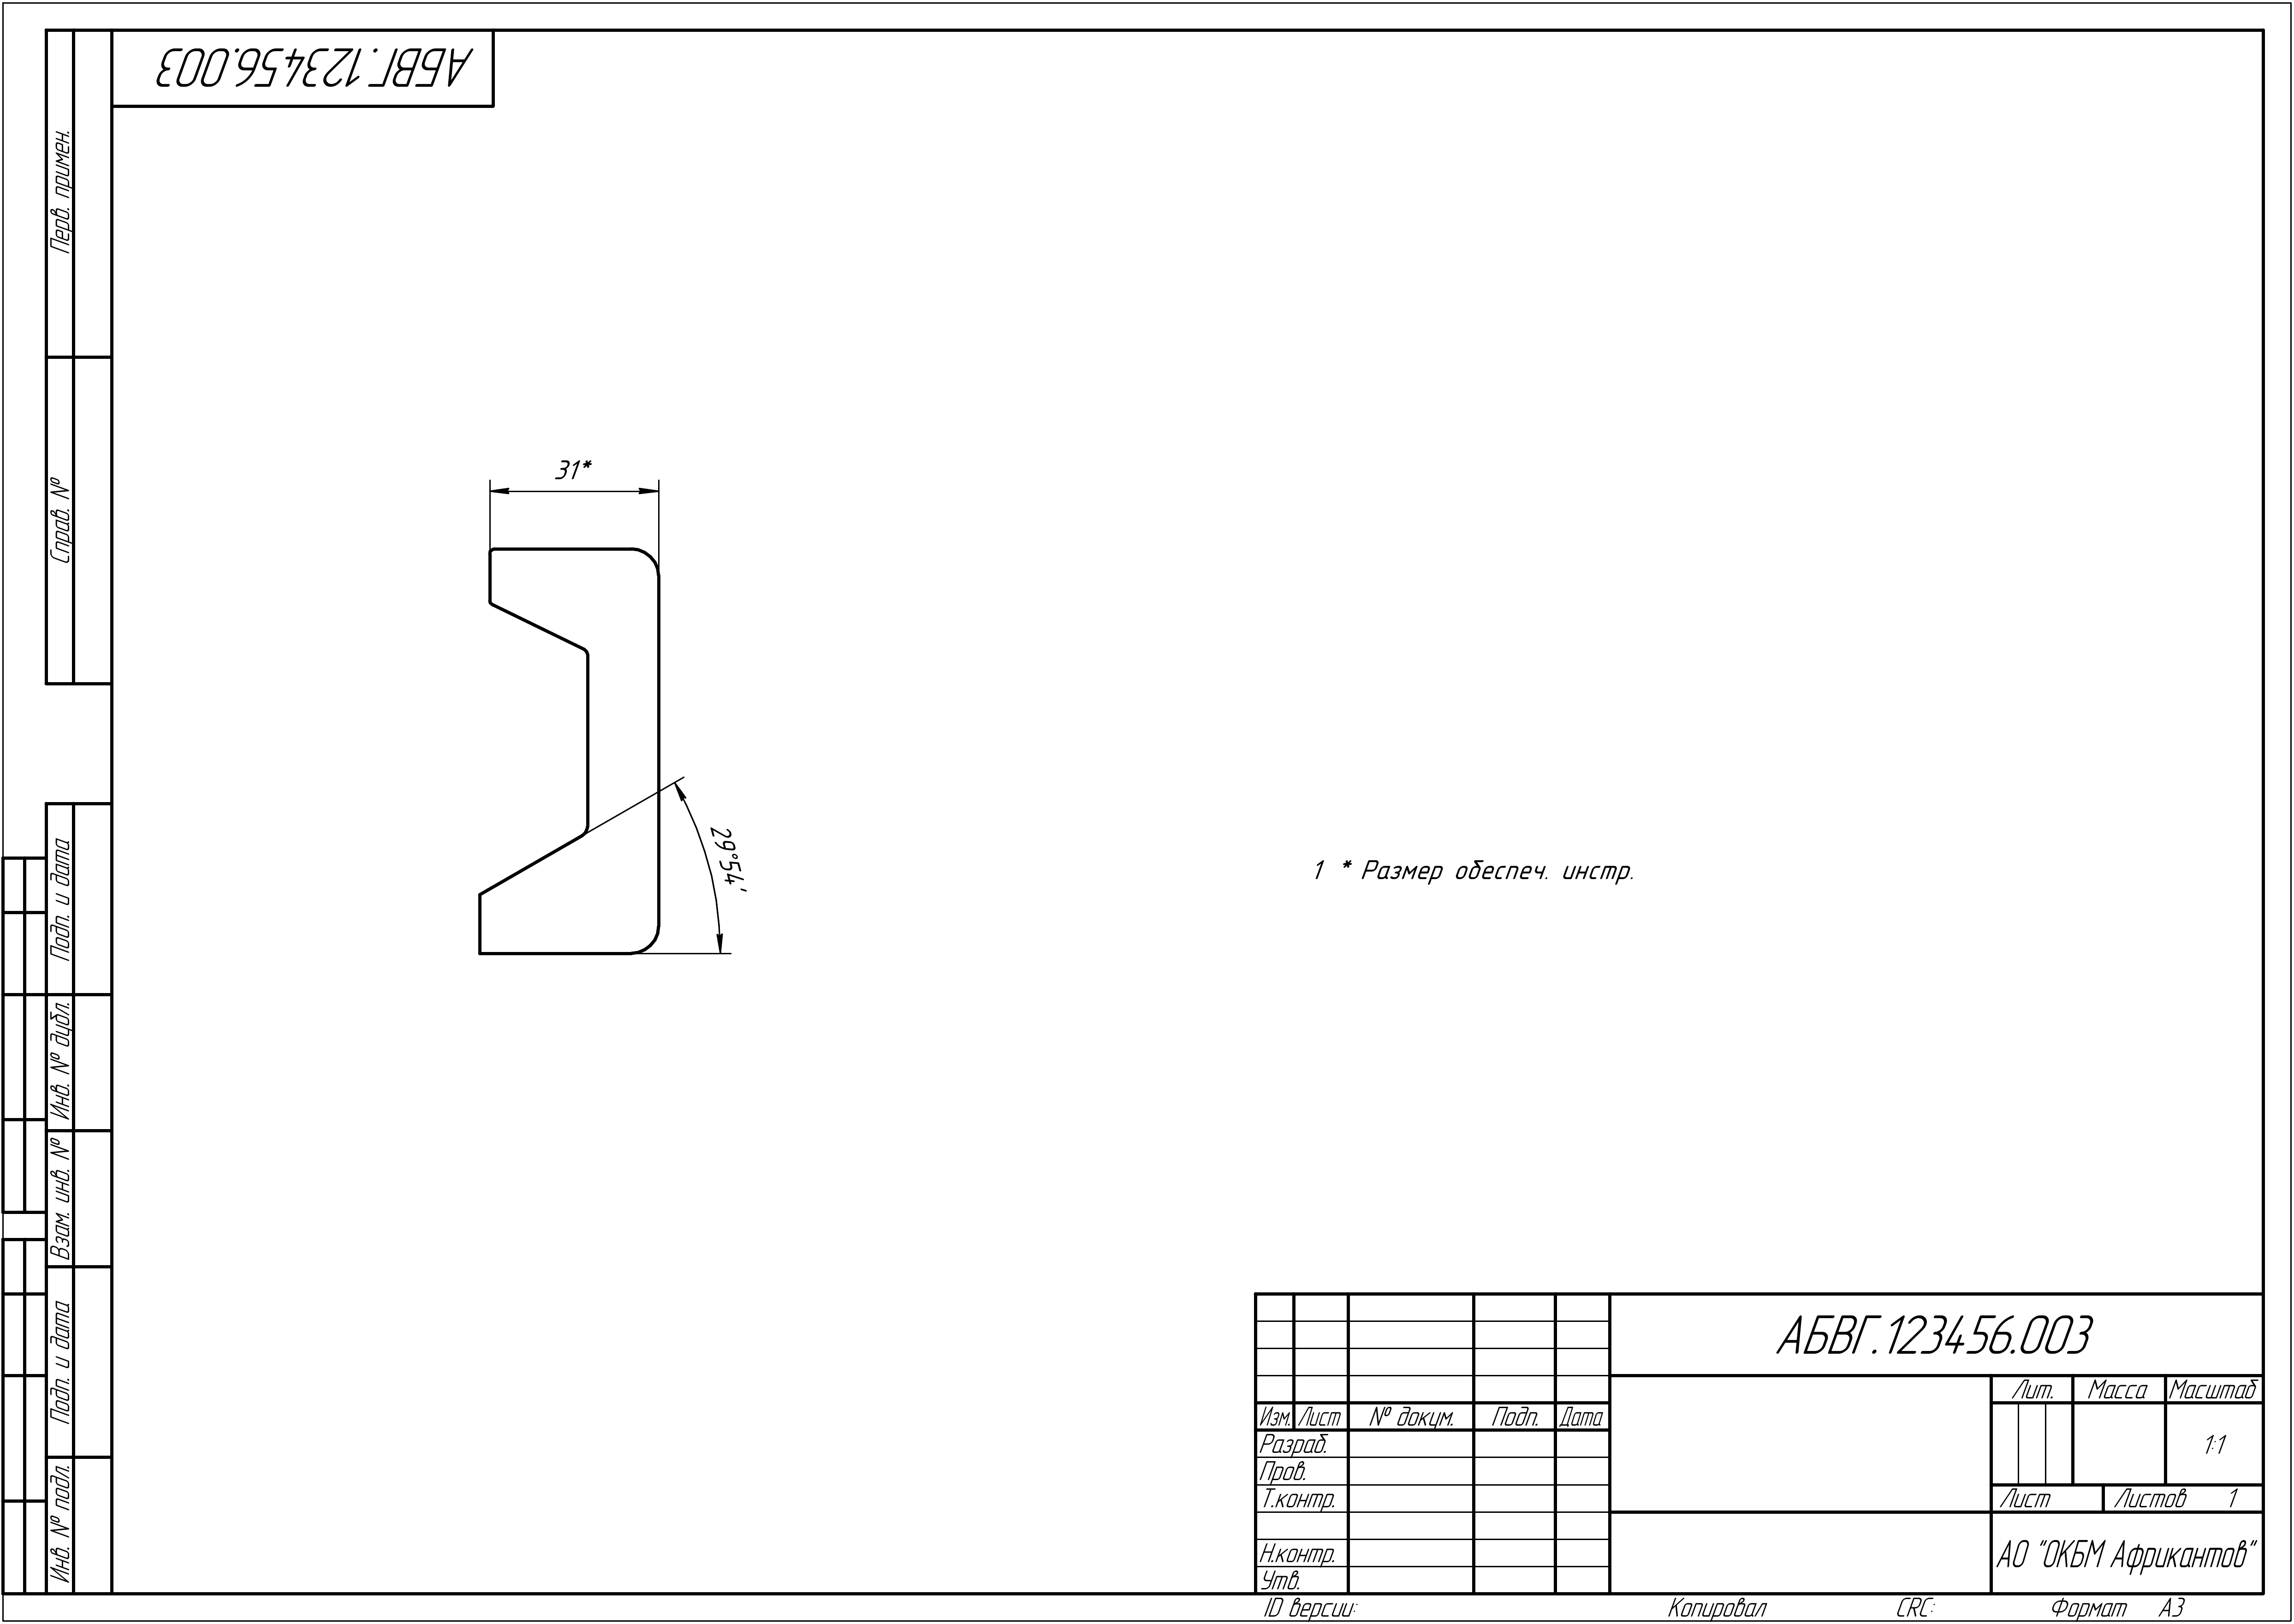 АБВГ.123456.003
Перв. примен.
Справ. №
31*
29°54'
1 * Размер обеспеч. инстр.
Подп. и дата
Инв. № дубл.
Взам. инв. №
Подп. и дата
Инв. № подл.
АБВГ.123456.003
Лит. Масса Масштаб
Изм. Лист № докум. Подп. Дата
Разраб.
1:1
Пров.
Т.контр.
Лист Листов 1
Н.контр.
АО "ОКБМ Африкантов"
Утв.
ID версии: Копировал CRC: Формат А3